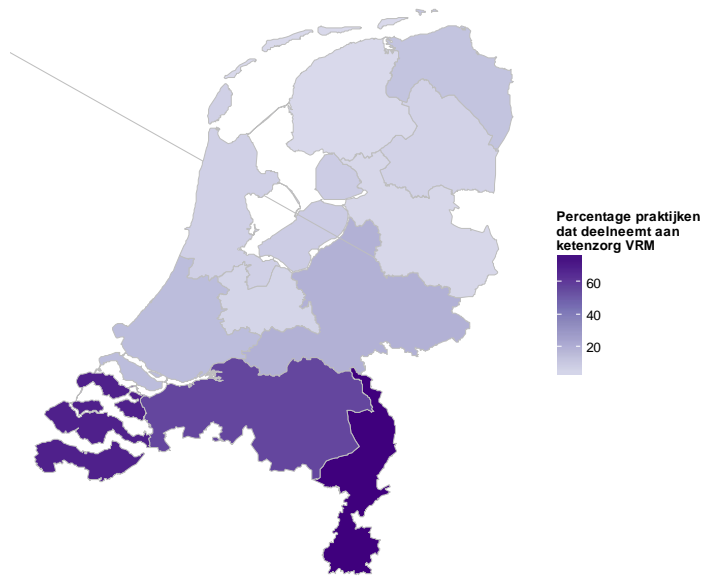 Percentage praktijken
dat deelneemt aan
ketenzorg VRM
60
40
20